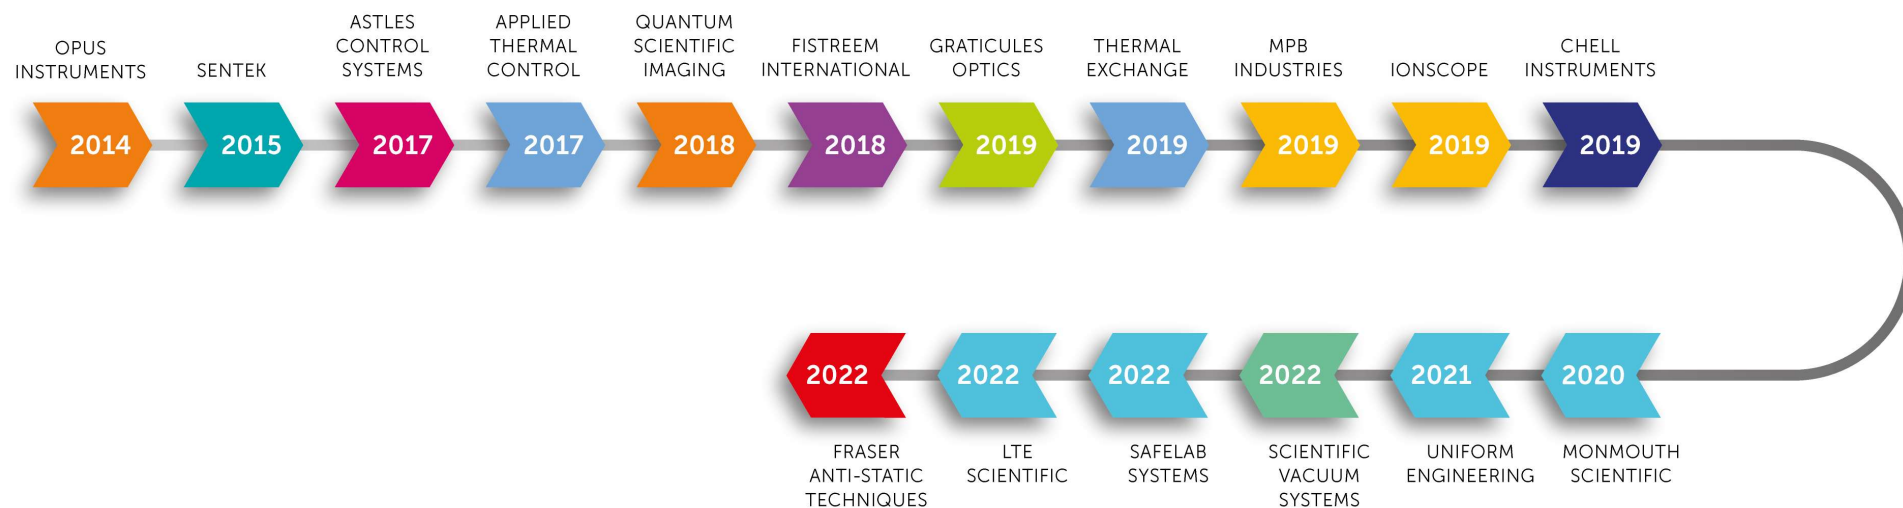 OPUS
INSTRUMENTS
2014
SENTEK
2015
ASTLES
CONTROL
SYSTEMS
2017
APPLIED
THERMAL
CONTROL
2017
QUANTUM
SCIENTIFIC
IMAGING
2018
FISTREEM
INTERNATIONAL
2018
GRATICULES
OPTICS
2019
THERMAL
EXCHANGE
2019
MPB
INDUSTRIES
2019
IONSCOPE
2019
CHELL
INSTRUMENTS
2019
2020
MONMOUTH
SCIENTIFIC
2021
UNIFORM
ENGINEERING
2022
SCIENTIFIC
VACUUM
SYSTEMS
2022
SAFELAB
SYSTEMS
2022
LTE
SCIENTIFIC
2022
FRASER
ANTI-STATIC
TECHNIQUES